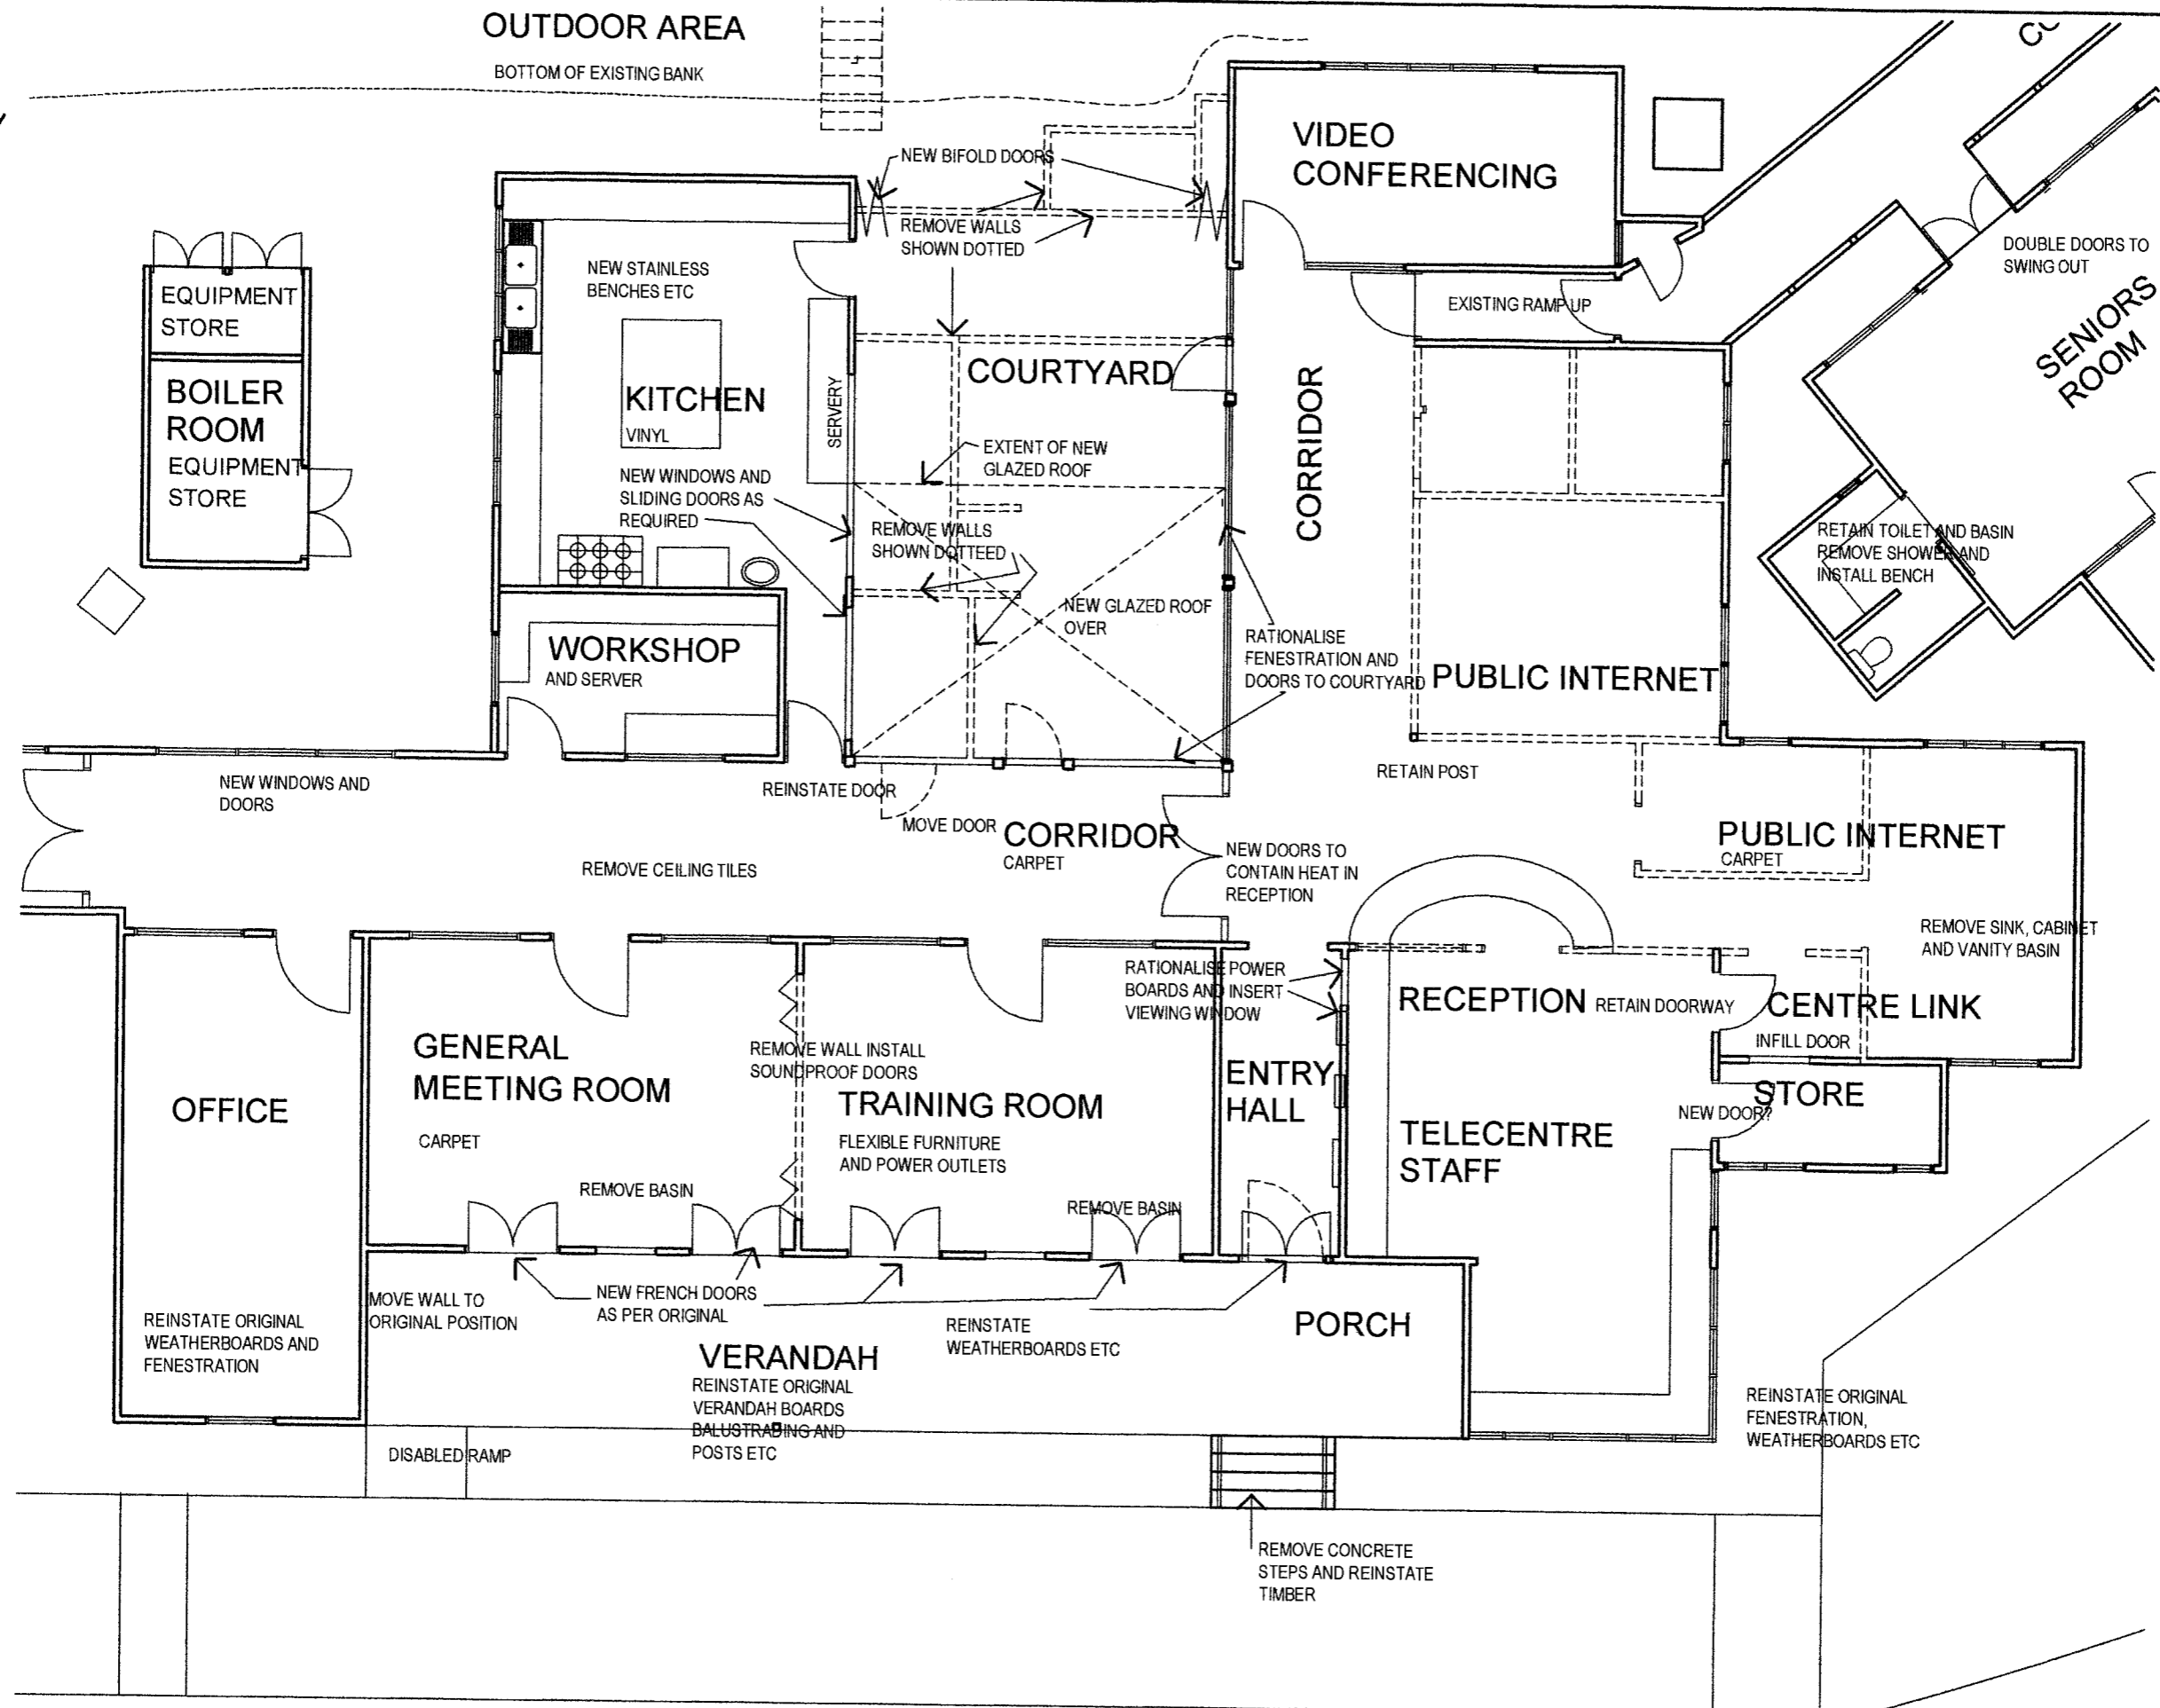 OUTDOOR AREA
BOTTOM OF EXISTING BANK
VIDEO
CONFERENCING
NEW BIFOLD DOORS
REMOVE WALLS
SHOWN DOTTED
DOUBLE DOORS TO
SWING OUT
SENIORS
ROOM
EQUIPMENT
STORE
BOILER
ROOM
EQUIPMENT
STORE
NEW STAINLESS
BENCHES ETC
KITCHEN
VINYL
SERVERY
COURTYARD
EXISTING RAMP UP
CORRIDOR
EXTENT OF NEW
GLAZED ROOF
NEW WINDOWS AND
SLIDING DOORS AS
REQUIRED
REMOVE WALLS
SHOWN DOTTEED
RETAIN TOILET AND BASIN
REMOVE SHOWER AND
INSTALL BENCH
NEW GLAZED ROOF
OVER
WORKSHOP
AND SERVER
RATIONALISE
FENESTRATION AND
DOORS TO COURTYARD
PUBLIC INTERNET
NEW WINDOWS AND
DOORS
REINSTATE DOOR
RETAIN POST
MOVE DOOR
CORRIDOR
CARPET
REMOVE CEILING TILES
NEW DOORS TO
CONTAIN HEAT IN
RECEPTION
PUBLIC INTERNET
CARPET
REMOVE SINK, CABINET
AND VANITY BASIN
RATIONALISE POWER
BOARDS AND INSERT
VIEWING WINDOW
RECEPTION
RETAIN DOORWAY
CENTRE LINK
INFILL DOOR
GENERAL
MEETING ROOM
CARPET
REMOVE WALL INSTALL
SOUNDPROOF DOORS
TRAINING ROOM
FLEXIBLE FURNITURE
AND POWER OUTLETS
ENTRY
HALL
OFFICE
STORE
NEW DOOR?
TELECENTRE
STAFF
REMOVE BASIN
REMOVE BASIN
MOVE WALL TO
ORIGINAL POSITION
NEW FRENCH DOORS
AS PER ORIGINAL
REINSTATE
WEATHERBOARDS ETC
PORCH
REINSTATE ORIGINAL
WEATHERBOARDS AND
FENESTRATION
VERANDAH
REINSTATE ORIGINAL
VERANDAH BOARDS
BALUSTRADING AND
POSTS ETC
REINSTATE ORIGINAL
FENESTRATION,
WEATHERBOARDS ETC
DISABLED RAMP
REMOVE CONCRETE
STEPS AND REINSTATE
TIMBER